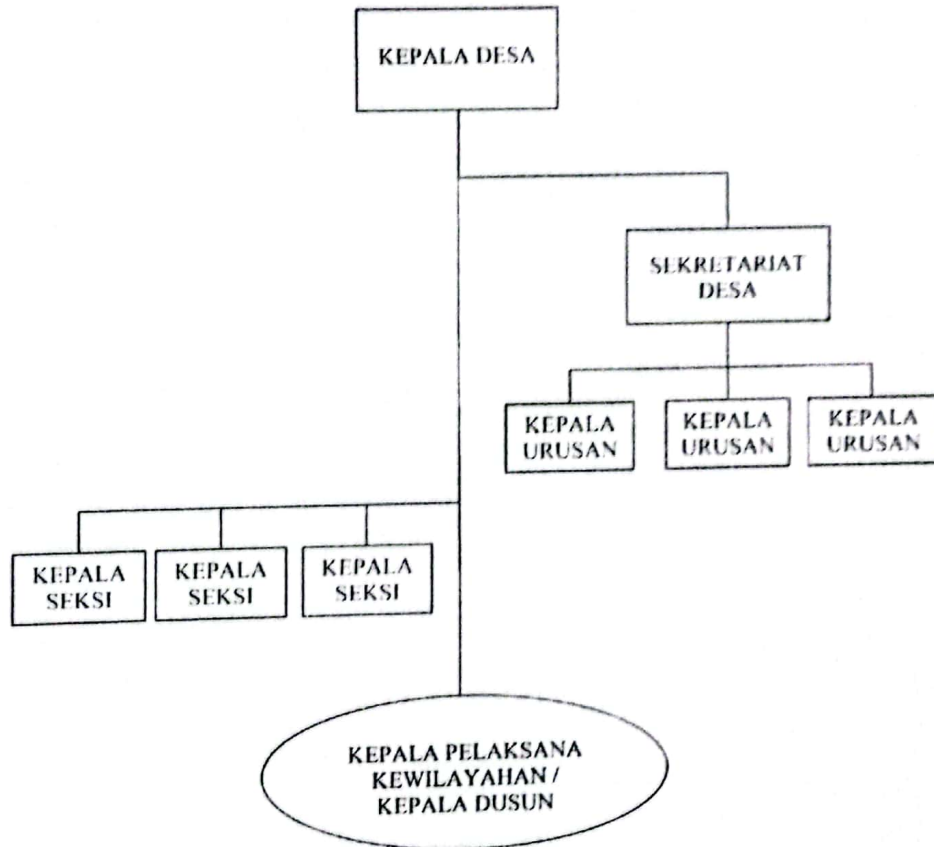 KEPALA DESA
SEKRETARIAT
DESA
KEPALA
URUSAN
KEPALA
URUSAN
KEPALA
URUSAN
KEPALA
SEKSI
KEPALA
SEKSI
KEPALA
SEKSI
KEPALA PELAKSANA
KEWILAYAHAN /
KEPALA DUSUN